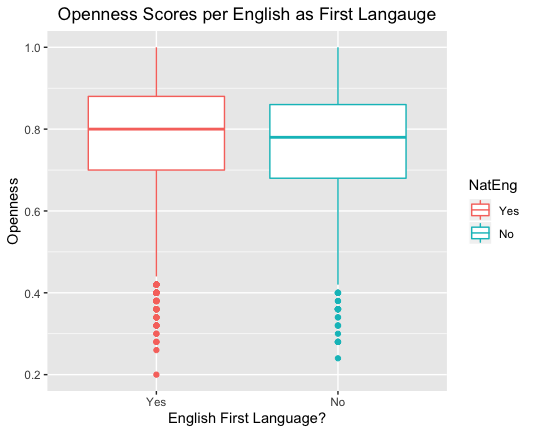 Openness Scores per English as First Langauge
1.0
0.8
0.6
0.4
0.2
Openness
Yes
No
English First Language?
NatEng
Yes
No